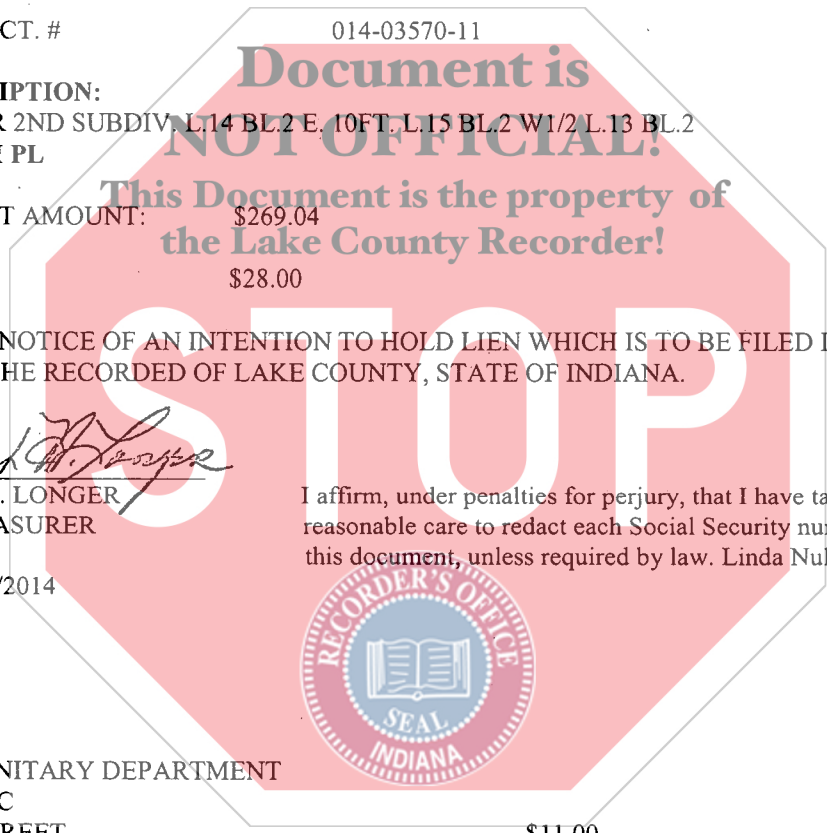 CT. # 014-03570-11
Document is
IPTION:
R 2ND SUBDIV. L.14 BL.2 E. 10FT. L.15 BL.2 W1/2 L.13 BL.2
NOT OFFICIAL!
PL
This Document is the property of
T AMOUNT: $269.04
the Lake County Recorder!
$28.00
NOTICE OF AN INTENTION TO HOLD LIEN WHICH IS TO BE FILED I
HE RECORDED OF LAKE COUNTY, STATE OF INDIANA.
STOP
. LONGER
ASURER
I affirm, under penalties for perjury, that I have ta
reasonable care to redact each Social Security nu
this document, unless required by law. Linda Nu
/2014
RECORDER'S OFFICE
SEAL
INDIANA
NITARY DEPARTMENT
C
REET $11.00